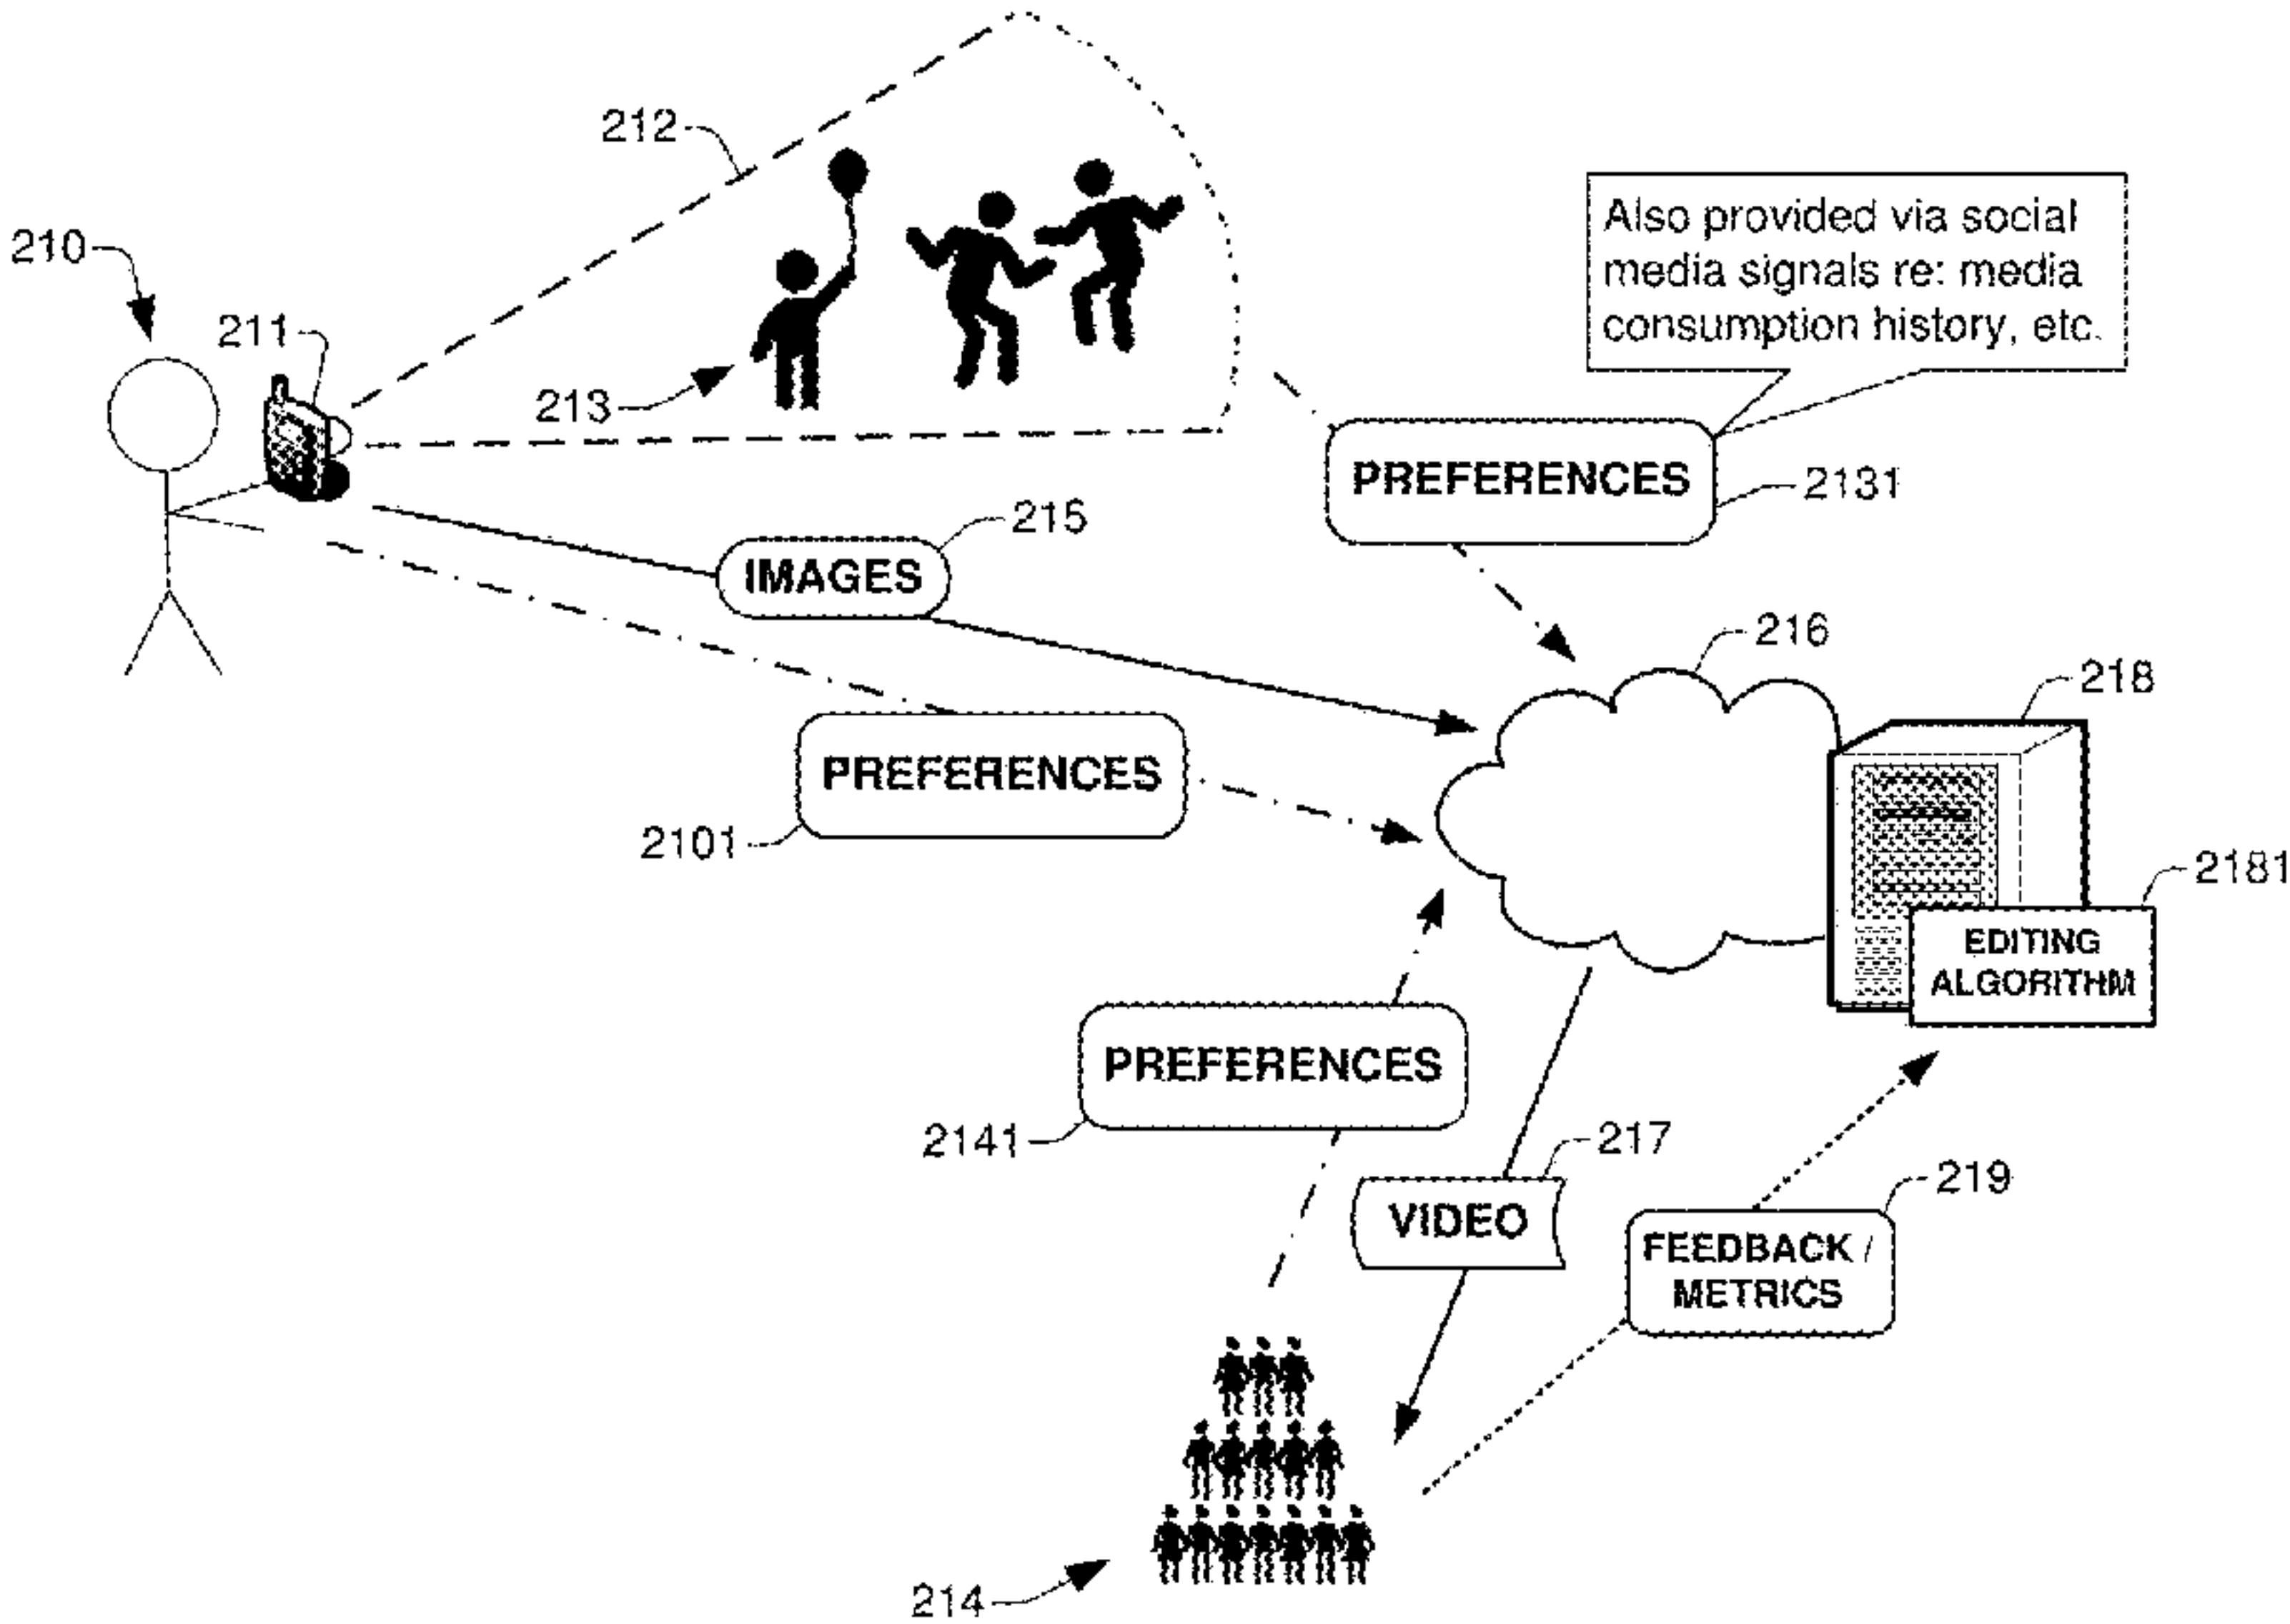 212
210
211
213
Also provided via social
media signals re: media
consumption history, etc.
PREFERENCES
2131
215
IMAGES
216
218
PREFERENCES
2101
2181
EDITING
ALGORITHM
PREFERENCES
2141
217
VIDEO
219
FEEDBACK /
METRICS
214